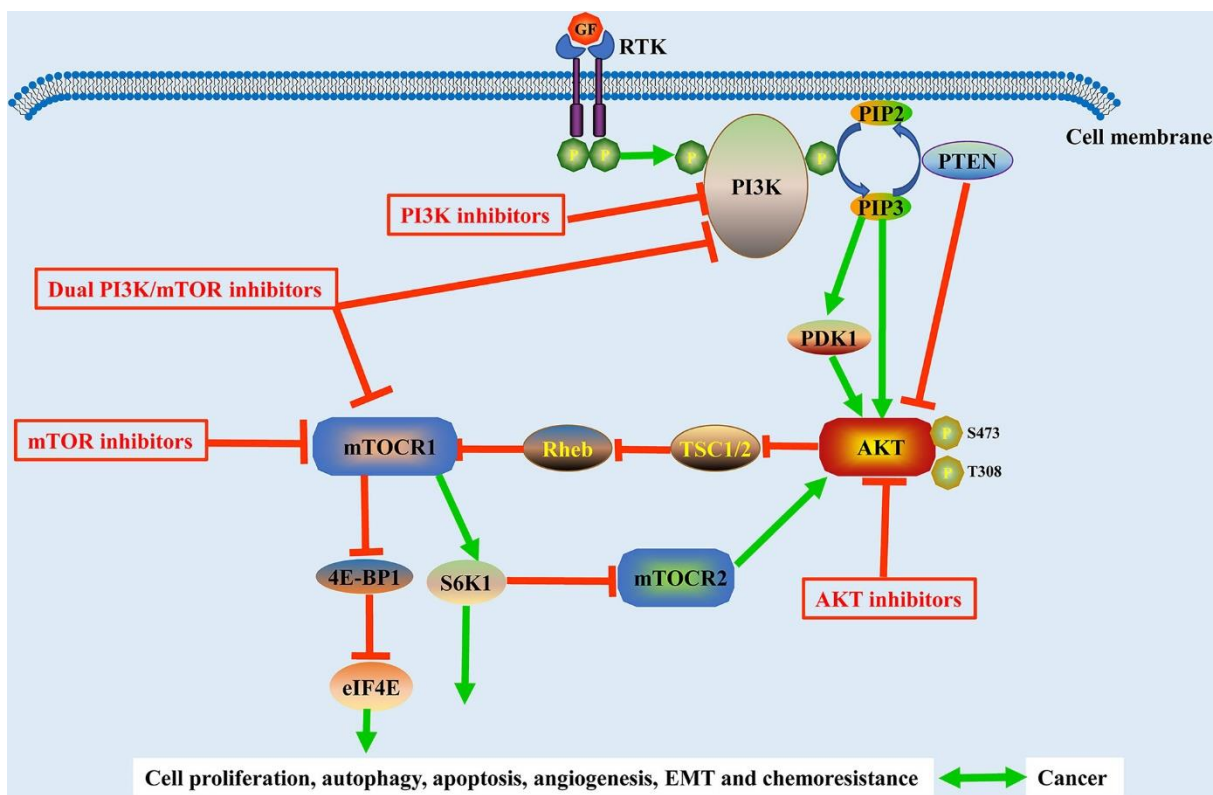 GF
RTK
PIP2
Cell membrane
P
P
P
P
PI3K
PTEN
PIP3
PI3K inhibitors
Dual PI3K/mTOR inhibitors
PDK1
mTOR inhibitors
mTOCR1
Rheb
TSC1/2
AKT
P
S473
P
T308
4E-BP1
S6K1
mTOCR2
AKT inhibitors
eIF4E
Cell proliferation, autophagy, apoptosis, angiogenesis, EMT and chemoresistance
Cancer